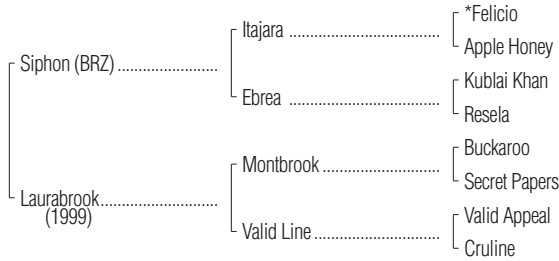 *Felicio
Itajara
Apple Honey
Siphon (BRZ)
Kublai Khan
Ebrea
Resela
Buckaroo
Montbrook
Secret Papers
Laurabrook
(1999)
Valid Appeal
Valid Line
Cruline